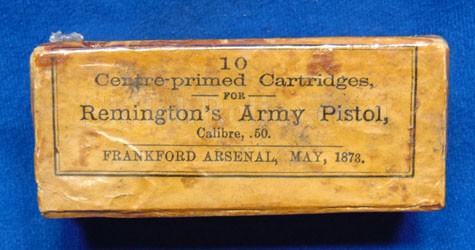 10
Centre-primed Cartridges,
FOR
Remington's Army Pistol,
Calibre, .50.
FRANKFORD ARSENAL, MAY, 1873.